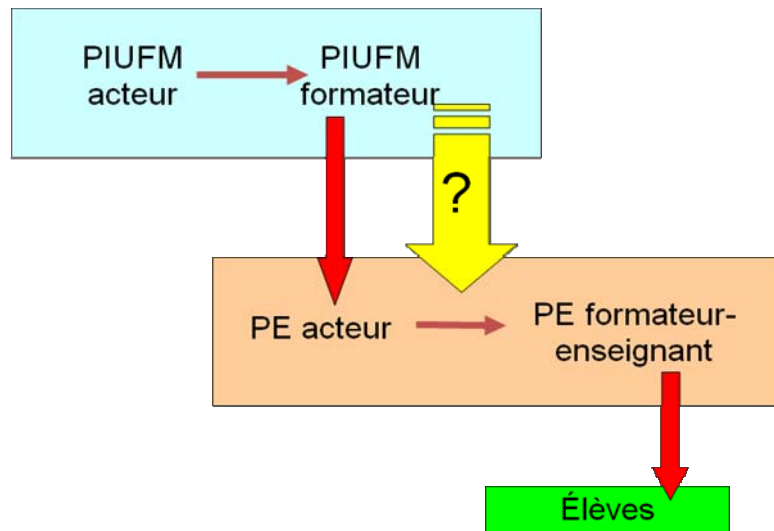 PIUFM
acteur
PIUFM
formateur
?
PE acteur
PE formateur-
enseignant
Élèves